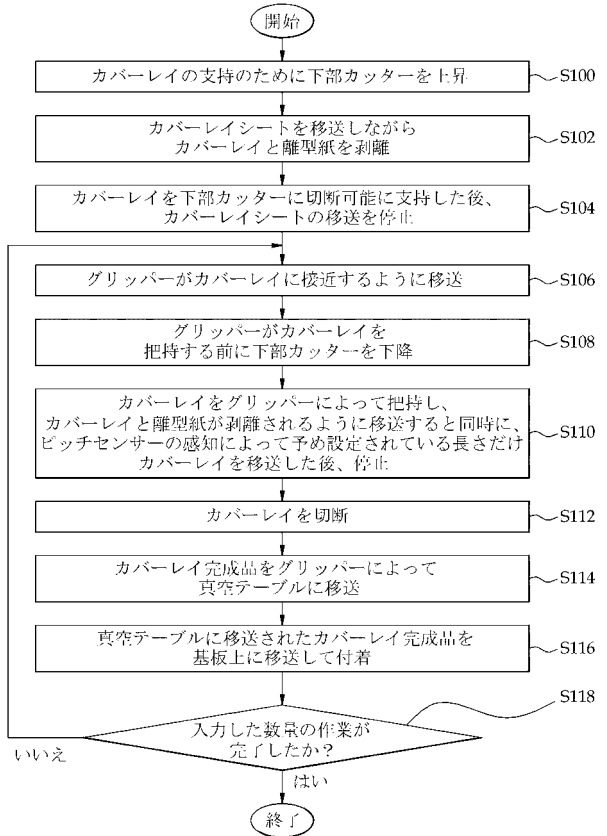 開始
カバーレイの支持のために下部カッターを上昇
S100
カバーレイシートを移送しながら
カバーレイと離型紙を剥離
S102
カバーレイを下部カッターに切断可能に支持した後、
カバーレイシートの移送を停止
S104
グリッパーがカバーレイに接近するように移送
S106
グリッパーがカバーレイを
把持する前に下部カッターを下降
S108
カバーレイをグリッパーによって把持し、
カバーレイと離型紙が剥離されるように移送すると同時に、
ピッチセンサーの感知によって予め設定されている長さだけ
カバーレイを移送した後、停止
S110
カバーレイを切断
S112
カバーレイ完成品をグリッパーによって
真空テーブルに移送
S114
真空テーブルに移送されたカバーレイ完成品を
基板上に移送して付着
S116
S118
入力した数量の作業が
完了したか?
いいえ
はい
終了